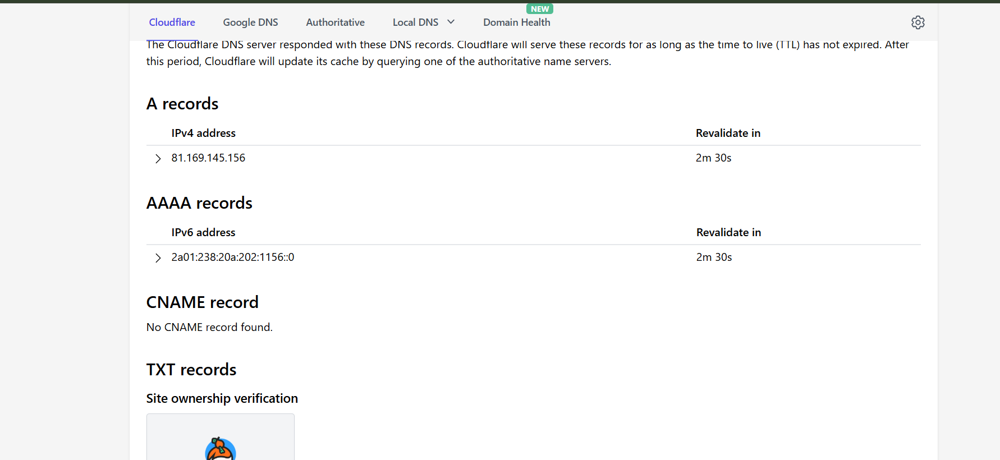 NEW
Cloudflare Google DNS Authoritative Local DNS Domain Health
The Cloudflare DNS server responded with these DNS records. Cloudflare will serve these records for as long as the time to live (TTL) has not expired. After
this period, Cloudflare will update its cache by querying one of the authoritative name servers.
A records
IPv4 address Revalidate in
81.169.145.156 2m 30s
AAAA records
IPv6 address Revalidate in
2a01:238:20a:202:1156::0 2m 30s
CNAME record
No CNAME record found.
TXT records
Site ownership verification